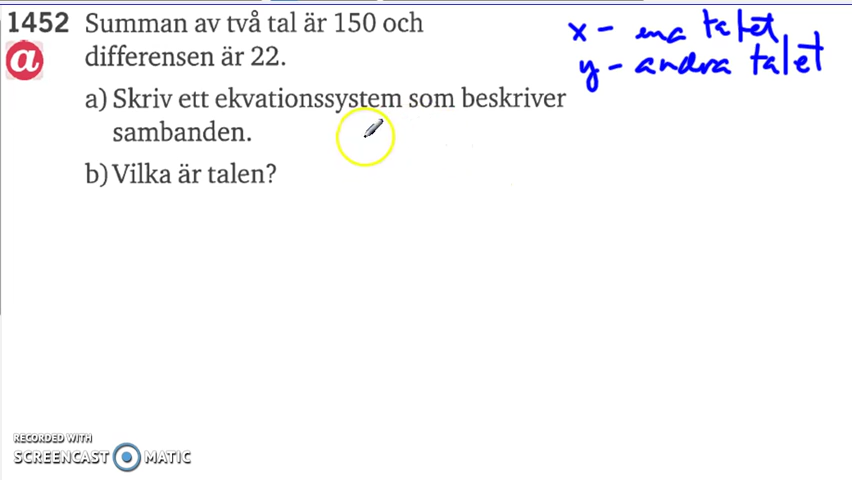 1452 Summan av två tal är 150 och
differensen är 22.
a
a) Skriv ett ekvationssystem som beskriver
sambanden.
b) Vilka är talen?
x - ena talet
y - andra talet
RECORDED WITH
SCREENCAST MATIC